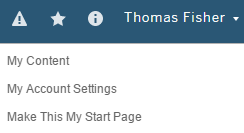 Thomas Fisher
My Content
My Account Settings
Make This My Start Page